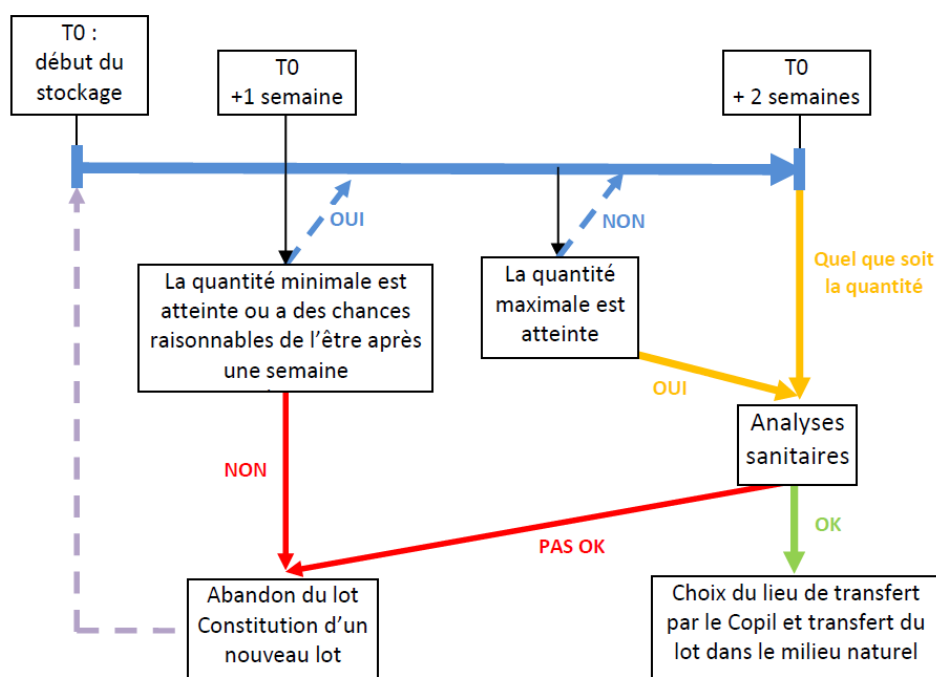 T0 :
début du
stockage
T0
+1 semaine
T0
+ 2 semaines
OUI
NON
Quel que soit
la quantité
La quantité minimale est
atteinte ou a des chances
raisonnables de l'être après
une semaine
La quantité
maximale est
atteinte
OUI
Analyses
sanitaires
NON
PAS OK
OK
Abandon du lot
Constitution d'un
nouveau lot
Choix du lieu de transfert
par le Copil et transfert du
lot dans le milieu naturel